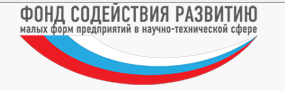 ФОНД СОДЕЙСТВИЯ РАЗВИТИЮ
малых форм предприятий в научно-технической сфере